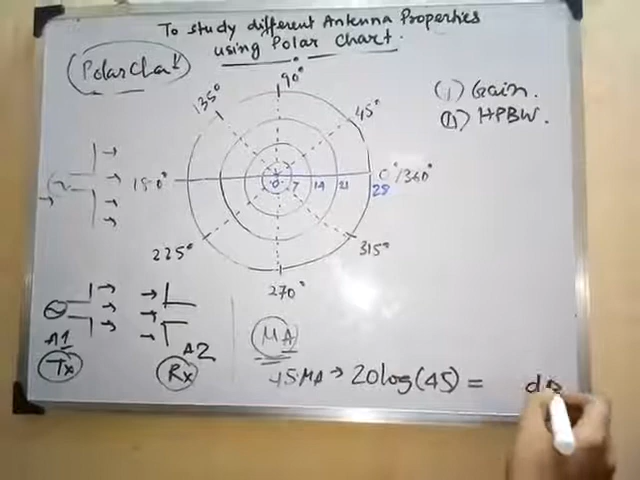 To study different Antenna Properties
using Polar Chart.
Polar Chart
(i) Gain.
(ii) HPBW.
90°
135°
45°
180°
0 7 14 21
0°/360°
28
225°
315°
270°
A1
Tx
A2
Rx
MA
45MA → 20log(45) =